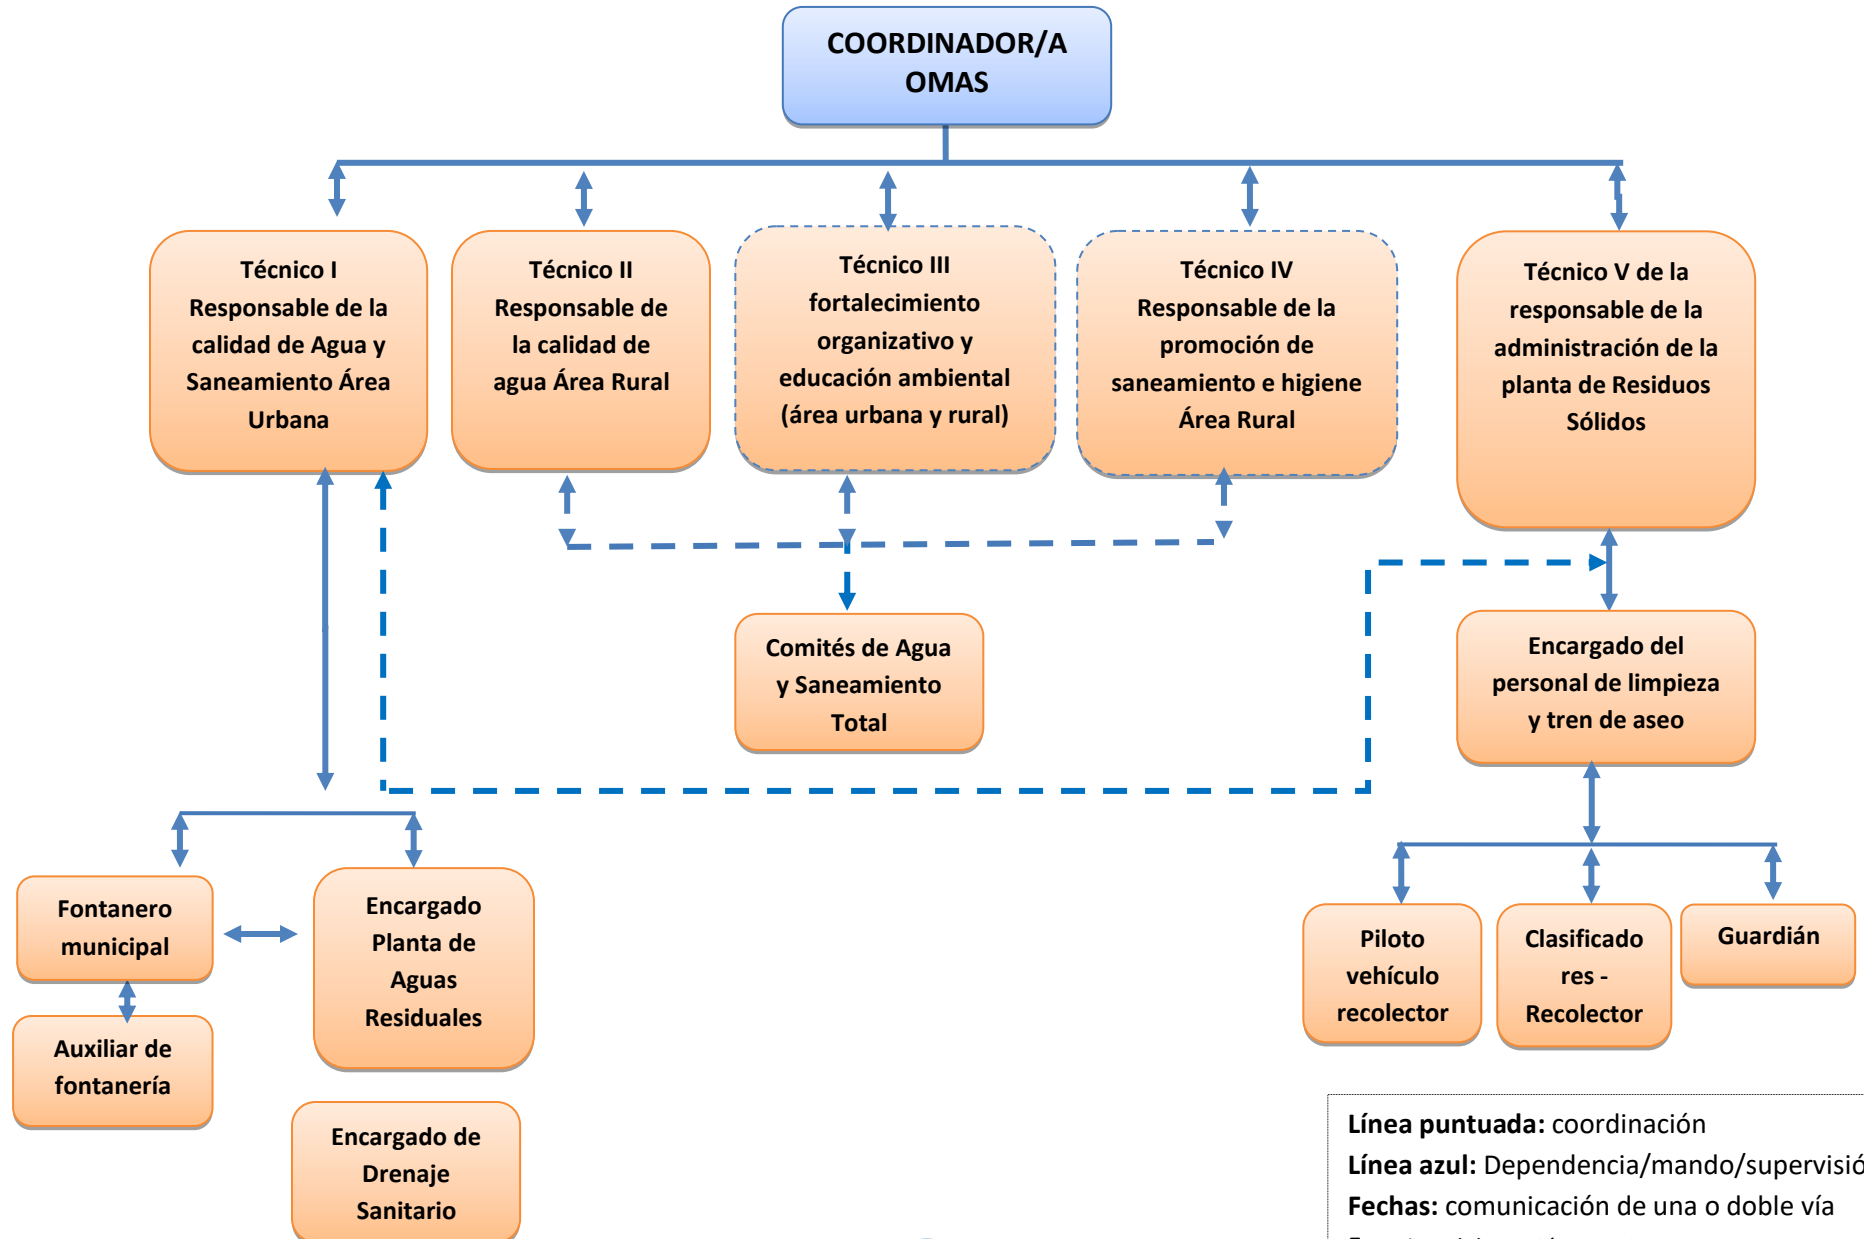 COORDINADOR/A
OMAS
Técnico I
Responsable de la
calidad de Agua y
Saneamiento Área
Urbana
Técnico II
Responsable de
la calidad de
agua Área Rural
Técnico III
fortalecimiento
organizativo y
educación ambiental
(área urbana y rural)
Técnico IV
Responsable de la
promoción de
saneamiento e higiene
Área Rural
Técnico V de la
responsable de la
administración de la
planta de Residuos
Sólidos
Comités de Agua
y Saneamiento
Total
Encargado del
personal de limpieza
y tren de aseo
Fontanero
municipal
Encargado
Planta de
Aguas
Residuales
Auxiliar de
fontanería
Encargado de
Drenaje
Sanitario
Piloto
vehículo
recolector
Clasificado
res -
Recolector
Guardián
Línea puntuada: coordinación
Línea azul: Dependencia/mando/supervisió
Fechas: comunicación de una o doble vía